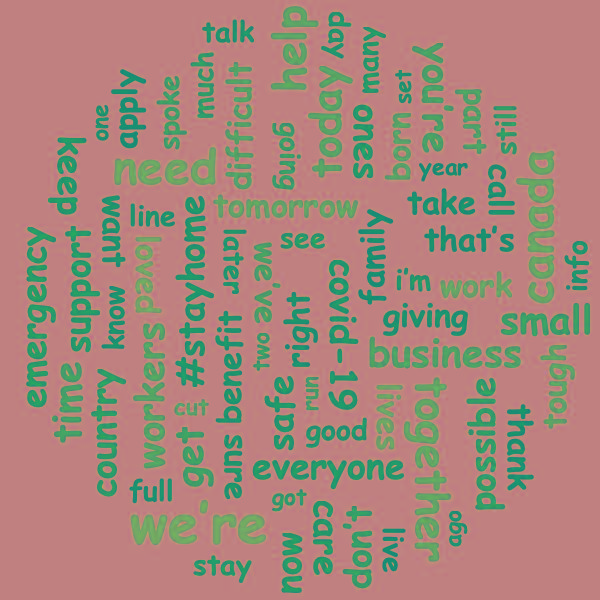 talk
help
day
many
much
apply
spoke
one
difficult
today
ones
set
you're
part
still
born
going
need
year
call
canada
keep
want
line
tomorrow
take
that's
#stayhome
later
we've
see
family
info
emergency
support
know
loved
covid-19
i'm
work
giving
small
right
two
business
tough
time
country
workers
benefit
cut
get
sure
safe
run
good
lives
together
possible
thank
everyone
full
got
we're
care
don't
live
ago
stay
now